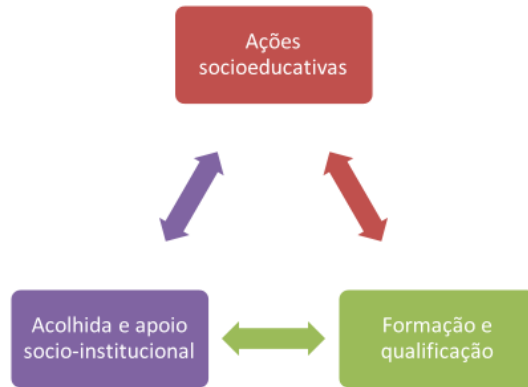 Ações
socioeducativas
Acolhida e apoio
socio-institucional
Formação e
qualificação